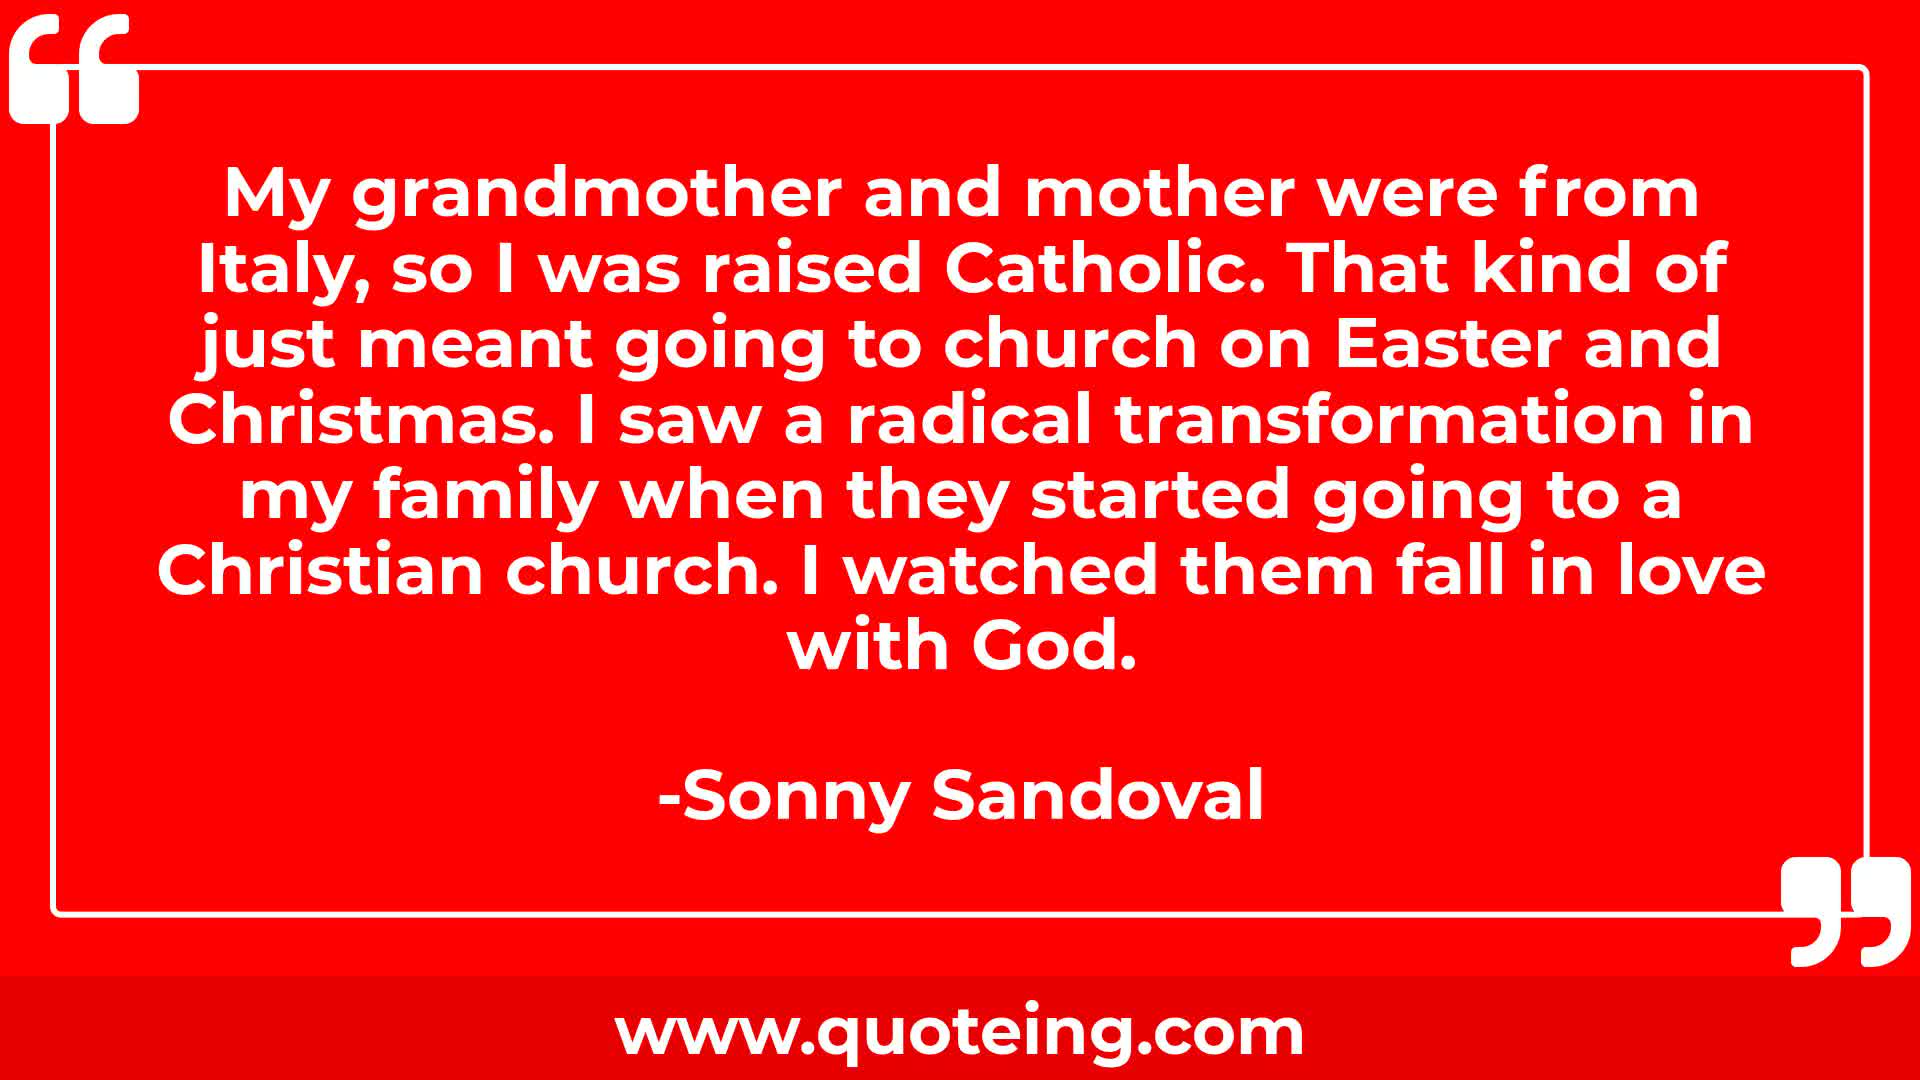 My grandmother and mother were from
Italy, so I was raised Catholic. That kind of
just meant going to church on Easter and
Christmas. I saw a radical transformation in
my family when they started going to a
Christian church. I watched them fall in love
with God.
-Sonny Sandoval
www.quoteing.com